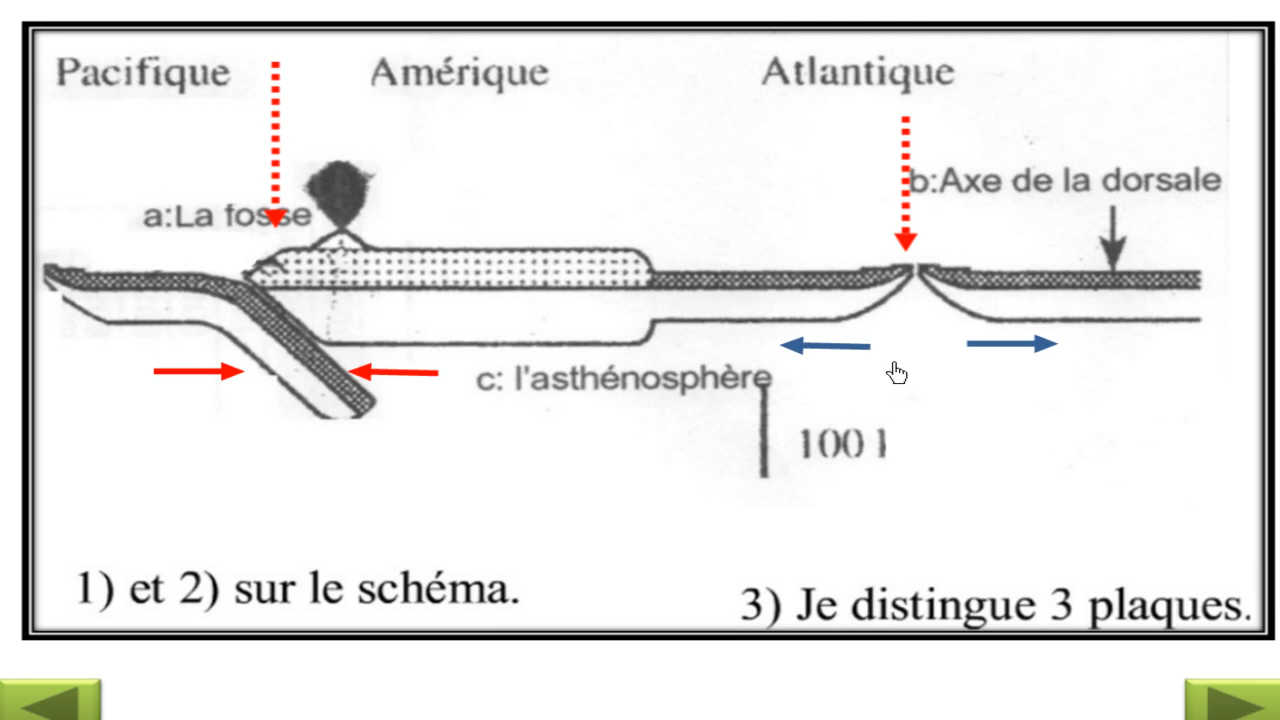 Pacifique
Amérique
Atlantique
b:Axe de la dorsale
a:La fosse
c: l'asthénosphère
100
1) et 2) sur le schéma.
3) Je distingue 3 plaques.